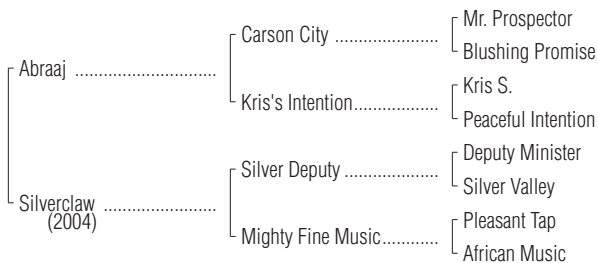 Mr. Prospector
Carson City ....................
Blushing Promise
Abraaj ...........................
Kris S.
Kris's Intention.................
Peaceful Intention
Deputy Minister
Silver Deputy ..................
Silver Valley
Silverclaw .....................
(2004)
Pleasant Tap
Mighty Fine Music...........
African Music